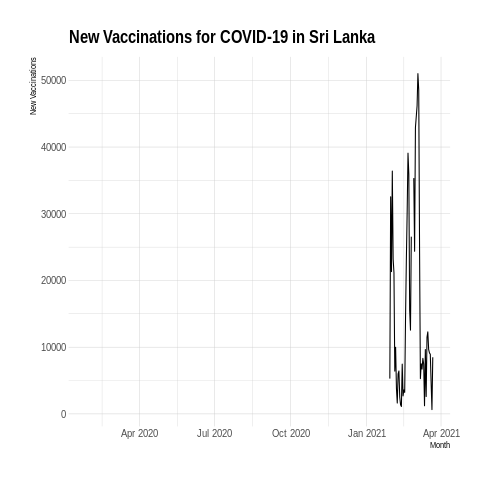 New Vaccinations for COVID-19 in Sri Lanka
New Vaccinations
50000
40000
30000
20000
10000
0
Apr 2020 Jul 2020 Oct 2020 Jan 2021 Apr 2021
Month